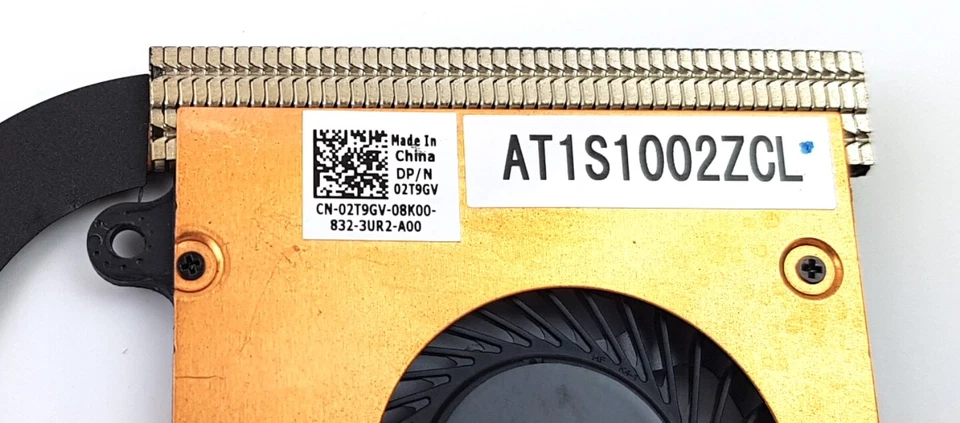 Made In
China
DP/N
02T9GV
CN-02T9GV-08K00-
832-3UR2-A00
AT1S1002ZCL